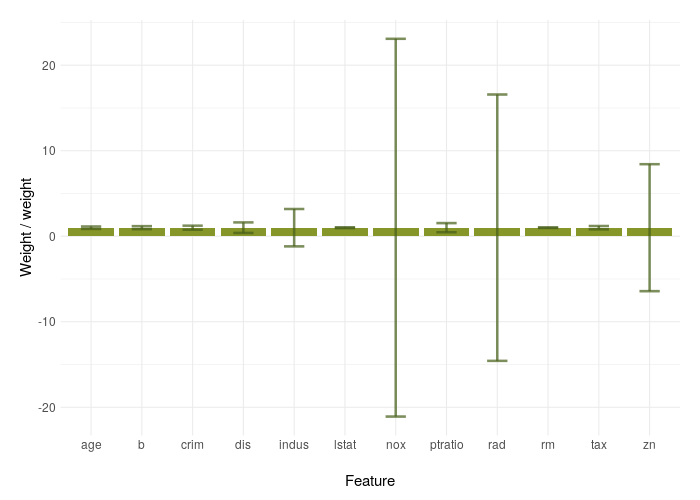 20
10
0
-10
-20
Weight / weight
age b crim dis indus lstat nox ptratio rad rm tax zn
Feature